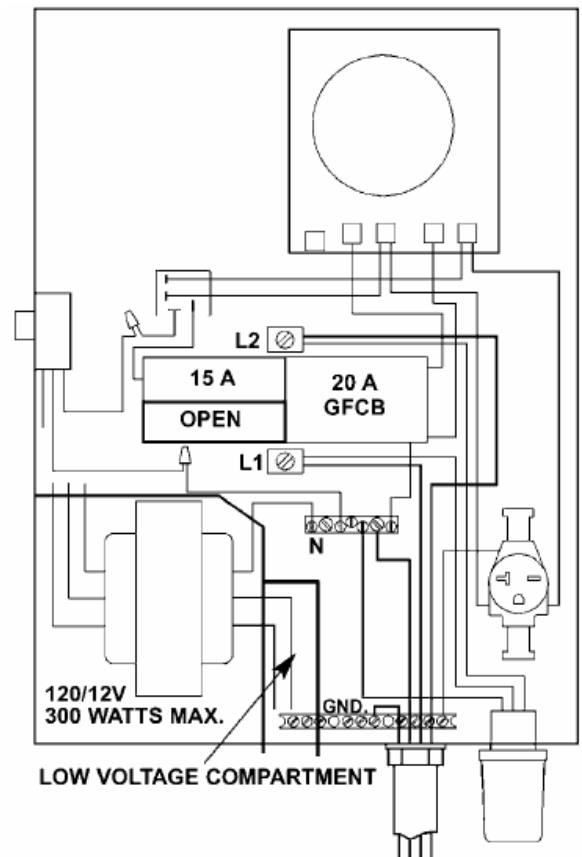 L2
15 A
20 A
GFCB
OPEN
L1
N
120/12V
300 WATTS MAX.
GND.
LOW VOLTAGE COMPARTMENT